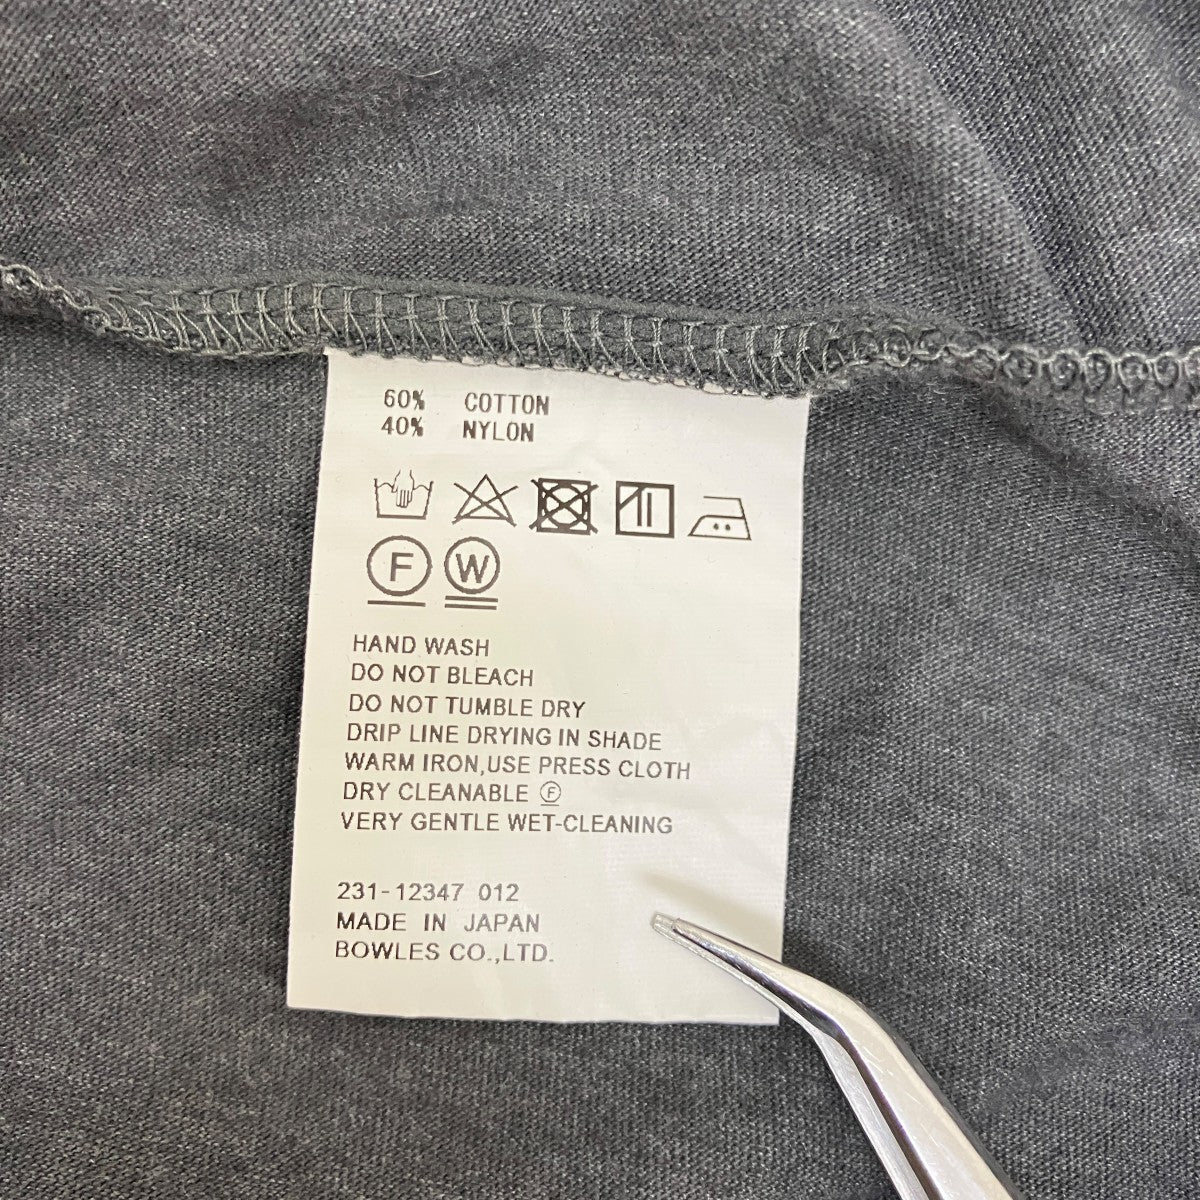 60% COTTON
40% NYLON
F W
HAND WASH
DO NOT BLEACH
DO NOT TUMBLE DRY
DRIP LINE DRYING IN SHADE
WARM IRON,USE PRESS CLOTH
DRY CLEANABLE Ⓕ
VERY GENTLE WET-CLEANING
231-12347 012
MADE IN JAPAN
BOWLES CO.,LTD.